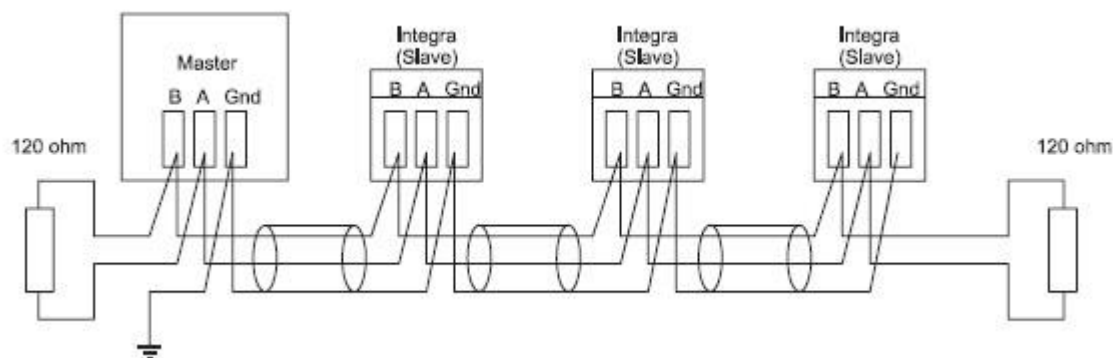 Master
B A Gnd
Integra
(Slave)
B A Gnd
Integra
(Slave)
B A Gnd
Integra
(Slave)
B A Gnd
120 ohm
120 ohm